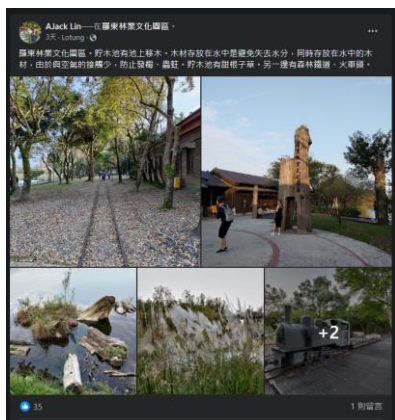 AJack Lin——在羅東林業文化園區。
3天 · Lotung ·
羅東林業文化園區。貯木池有池上移木。木材存放在水中是避免失去水分,同時存放在水中的木
材,由於與空氣的接觸少,防止發霉、蟲蛀。貯木池有甜根子草。另一邊有森林鐵道、火車頭。
+2
35
1 則留言